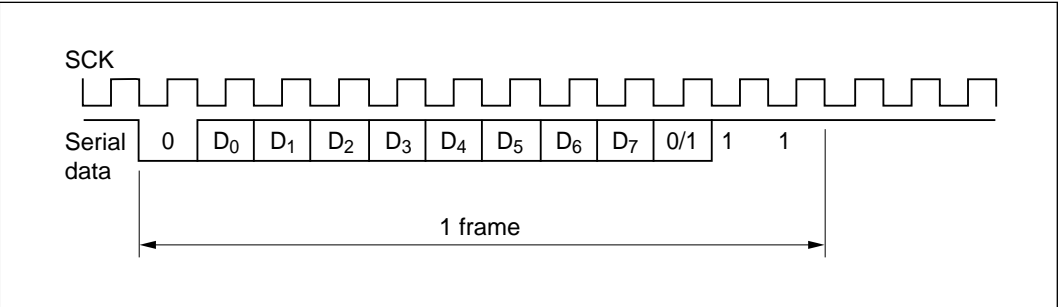 SCK
Serial data
0 D₀ D₁ D₂ D₃ D₄ D₅ D₆ D₇ 0/1 1 1
1 frame